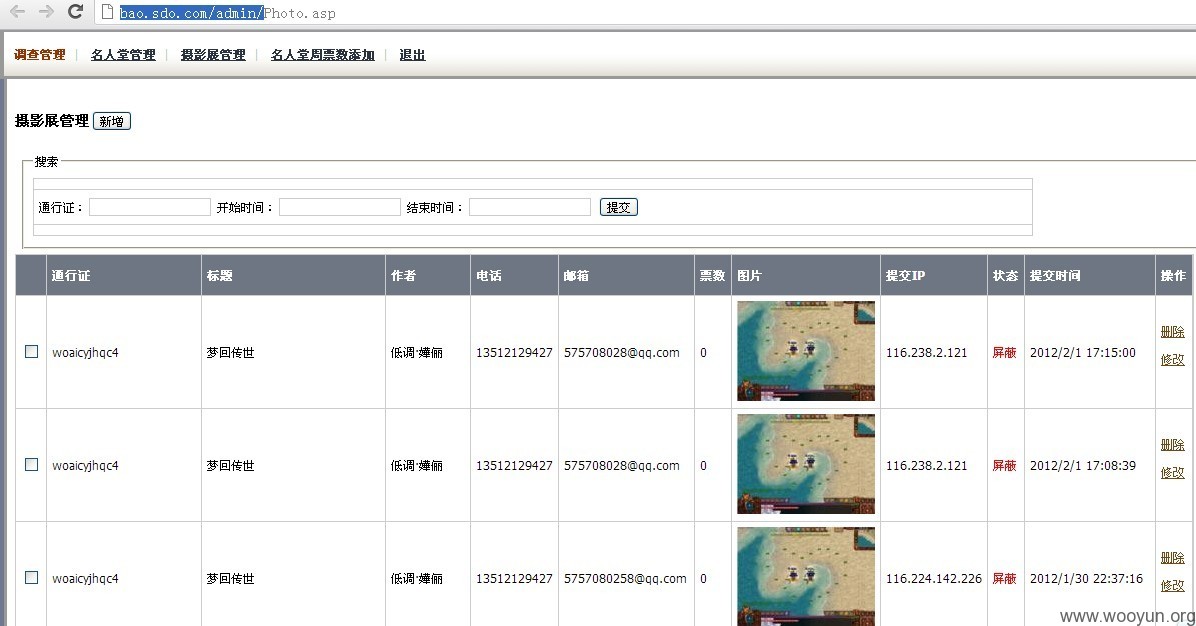 bao.sdo.com/admin/Photo.asp
调查管理 名人堂管理 摄影展管理 名人堂周票数添加 退出
摄影展管理 新增
搜索
通行证： 开始时间： 结束时间： 提交
通行证 标题 作者 电话 邮箱 票数 图片 提交IP 状态 提交时间 操作
woaicyjhqc4 梦回传世 低调·嬅俪 13512129427 575708028@qq.com 0 116.238.2.121 屏蔽 2012/2/1 17:15:00 删除 修改
woaicyjhqc4 梦回传世 低调·嬅俪 13512129427 575708028@qq.com 0 116.238.2.121 屏蔽 2012/2/1 17:08:39 删除 修改
woaicyjhqc4 梦回传世 低调·嬅俪 13512129427 5757080258@qq.com 0 116.224.142.226 屏蔽 2012/1/30 22:37:16 删除 修改
www.wooyun.org